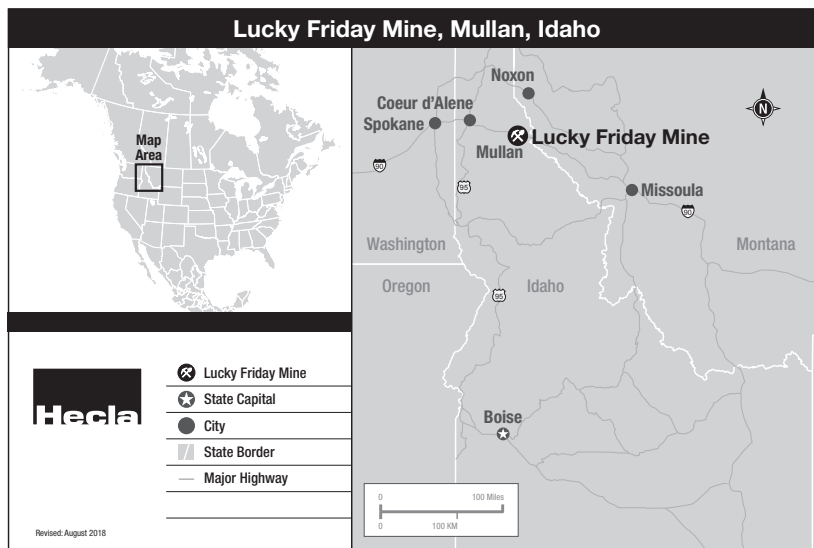 Lucky Friday Mine, Mullan, Idaho
Map
Area
Noxon
Coeur d'Alene
Spokane
Lucky Friday Mine
Mullan
N
90
95
Missoula
90
Washington
Montana
Oregon
Idaho
95
Boise
Hecla
Lucky Friday Mine
State Capital
City
State Border
Major Highway
0 100 Miles
0 100 KM
Revised: August 2018